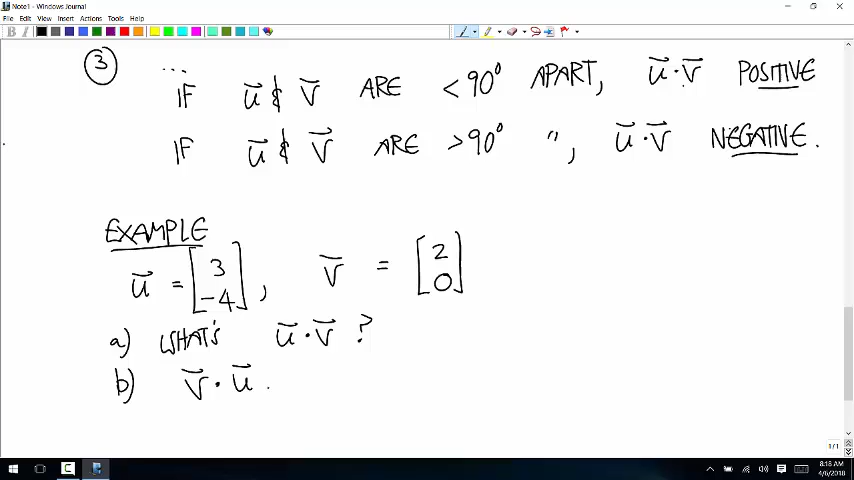 Note1 - Windows Journal
File Edit View Insert Actions Tools Help
B I
③ ...
IF u⃗ & v⃗ ARE < 90° APART, u⃗ · v⃗ POSITIVE
IF u⃗ & v⃗ ARE > 90° ", u⃗ · v⃗ NEGATIVE.
EXAMPLE
u⃗ = [3 -4], v⃗ = [2 0]
a) WHAT'S u⃗ · v⃗ ?
b) v⃗ · u⃗ .
1/1
8:18 AM
4/6/2018